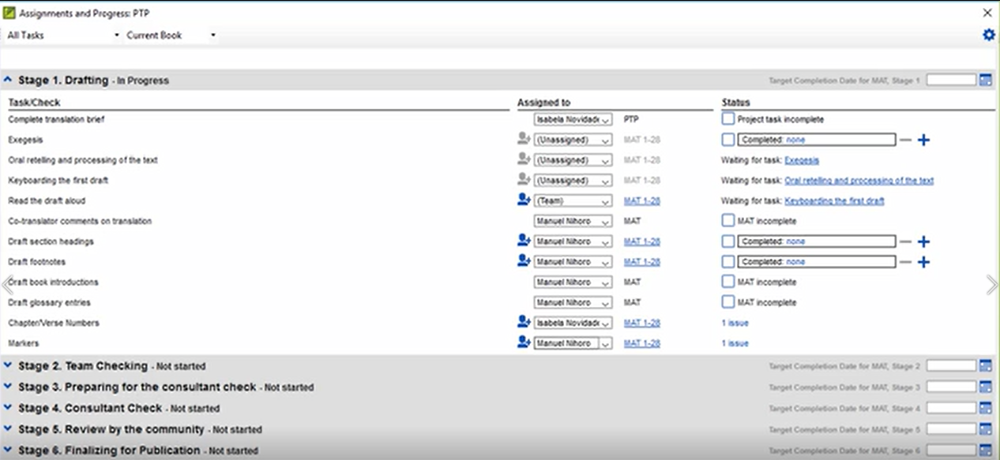 Assignments and Progress: PTP
All Tasks Current Book
Stage 1. Drafting - In Progress Target Completion Date for MAT, Stage 1
Task/Check Assigned to Status
Complete translation brief Isabela Novidade PTP Project task incomplete
Exegesis (Unassigned) MAT 1-28 Completed: none
Oral retelling and processing of the text (Unassigned) MAT 1-28 Waiting for task: Exegesis
Keyboarding the first draft (Unassigned) MAT 1-28 Waiting for task: Oral retelling and processing of the text
Read the draft aloud (Team) MAT 1-28 Waiting for task: Keyboarding the first draft
Co-translator comments on translation Manuel Nihoro MAT MAT incomplete
Draft section headings Manuel Nihoro MAT 1-28 Completed: none
Draft footnotes Manuel Nihoro MAT 1-28 Completed: none
Draft book introductions Manuel Nihoro MAT MAT incomplete
Draft glossary entries Manuel Nihoro MAT MAT incomplete
Chapter/Verse Numbers Isabela Novidade MAT 1-28 1 issue
Markers Manuel Nihoro MAT 1-28 1 issue
Stage 2. Team Checking - Not started Target Completion Date for MAT, Stage 2
Stage 3. Preparing for the consultant check - Not started Target Completion Date for MAT, Stage 3
Stage 4. Consultant Check - Not started Target Completion Date for MAT, Stage 4
Stage 5. Review by the community - Not started Target Completion Date for MAT, Stage 5
Stage 6. Finalizing for Publication - Not started Target Completion Date for MAT, Stage 6